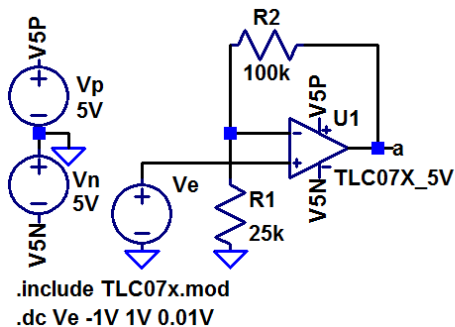 R2
100k
V5P
Vp
5V
V5P
U1
a
Vn
5V
V5N
Ve
V5N
TLC07X_5V
R1
25k
.include TLC07x.mod
.dc Ve -1V 1V 0.01V